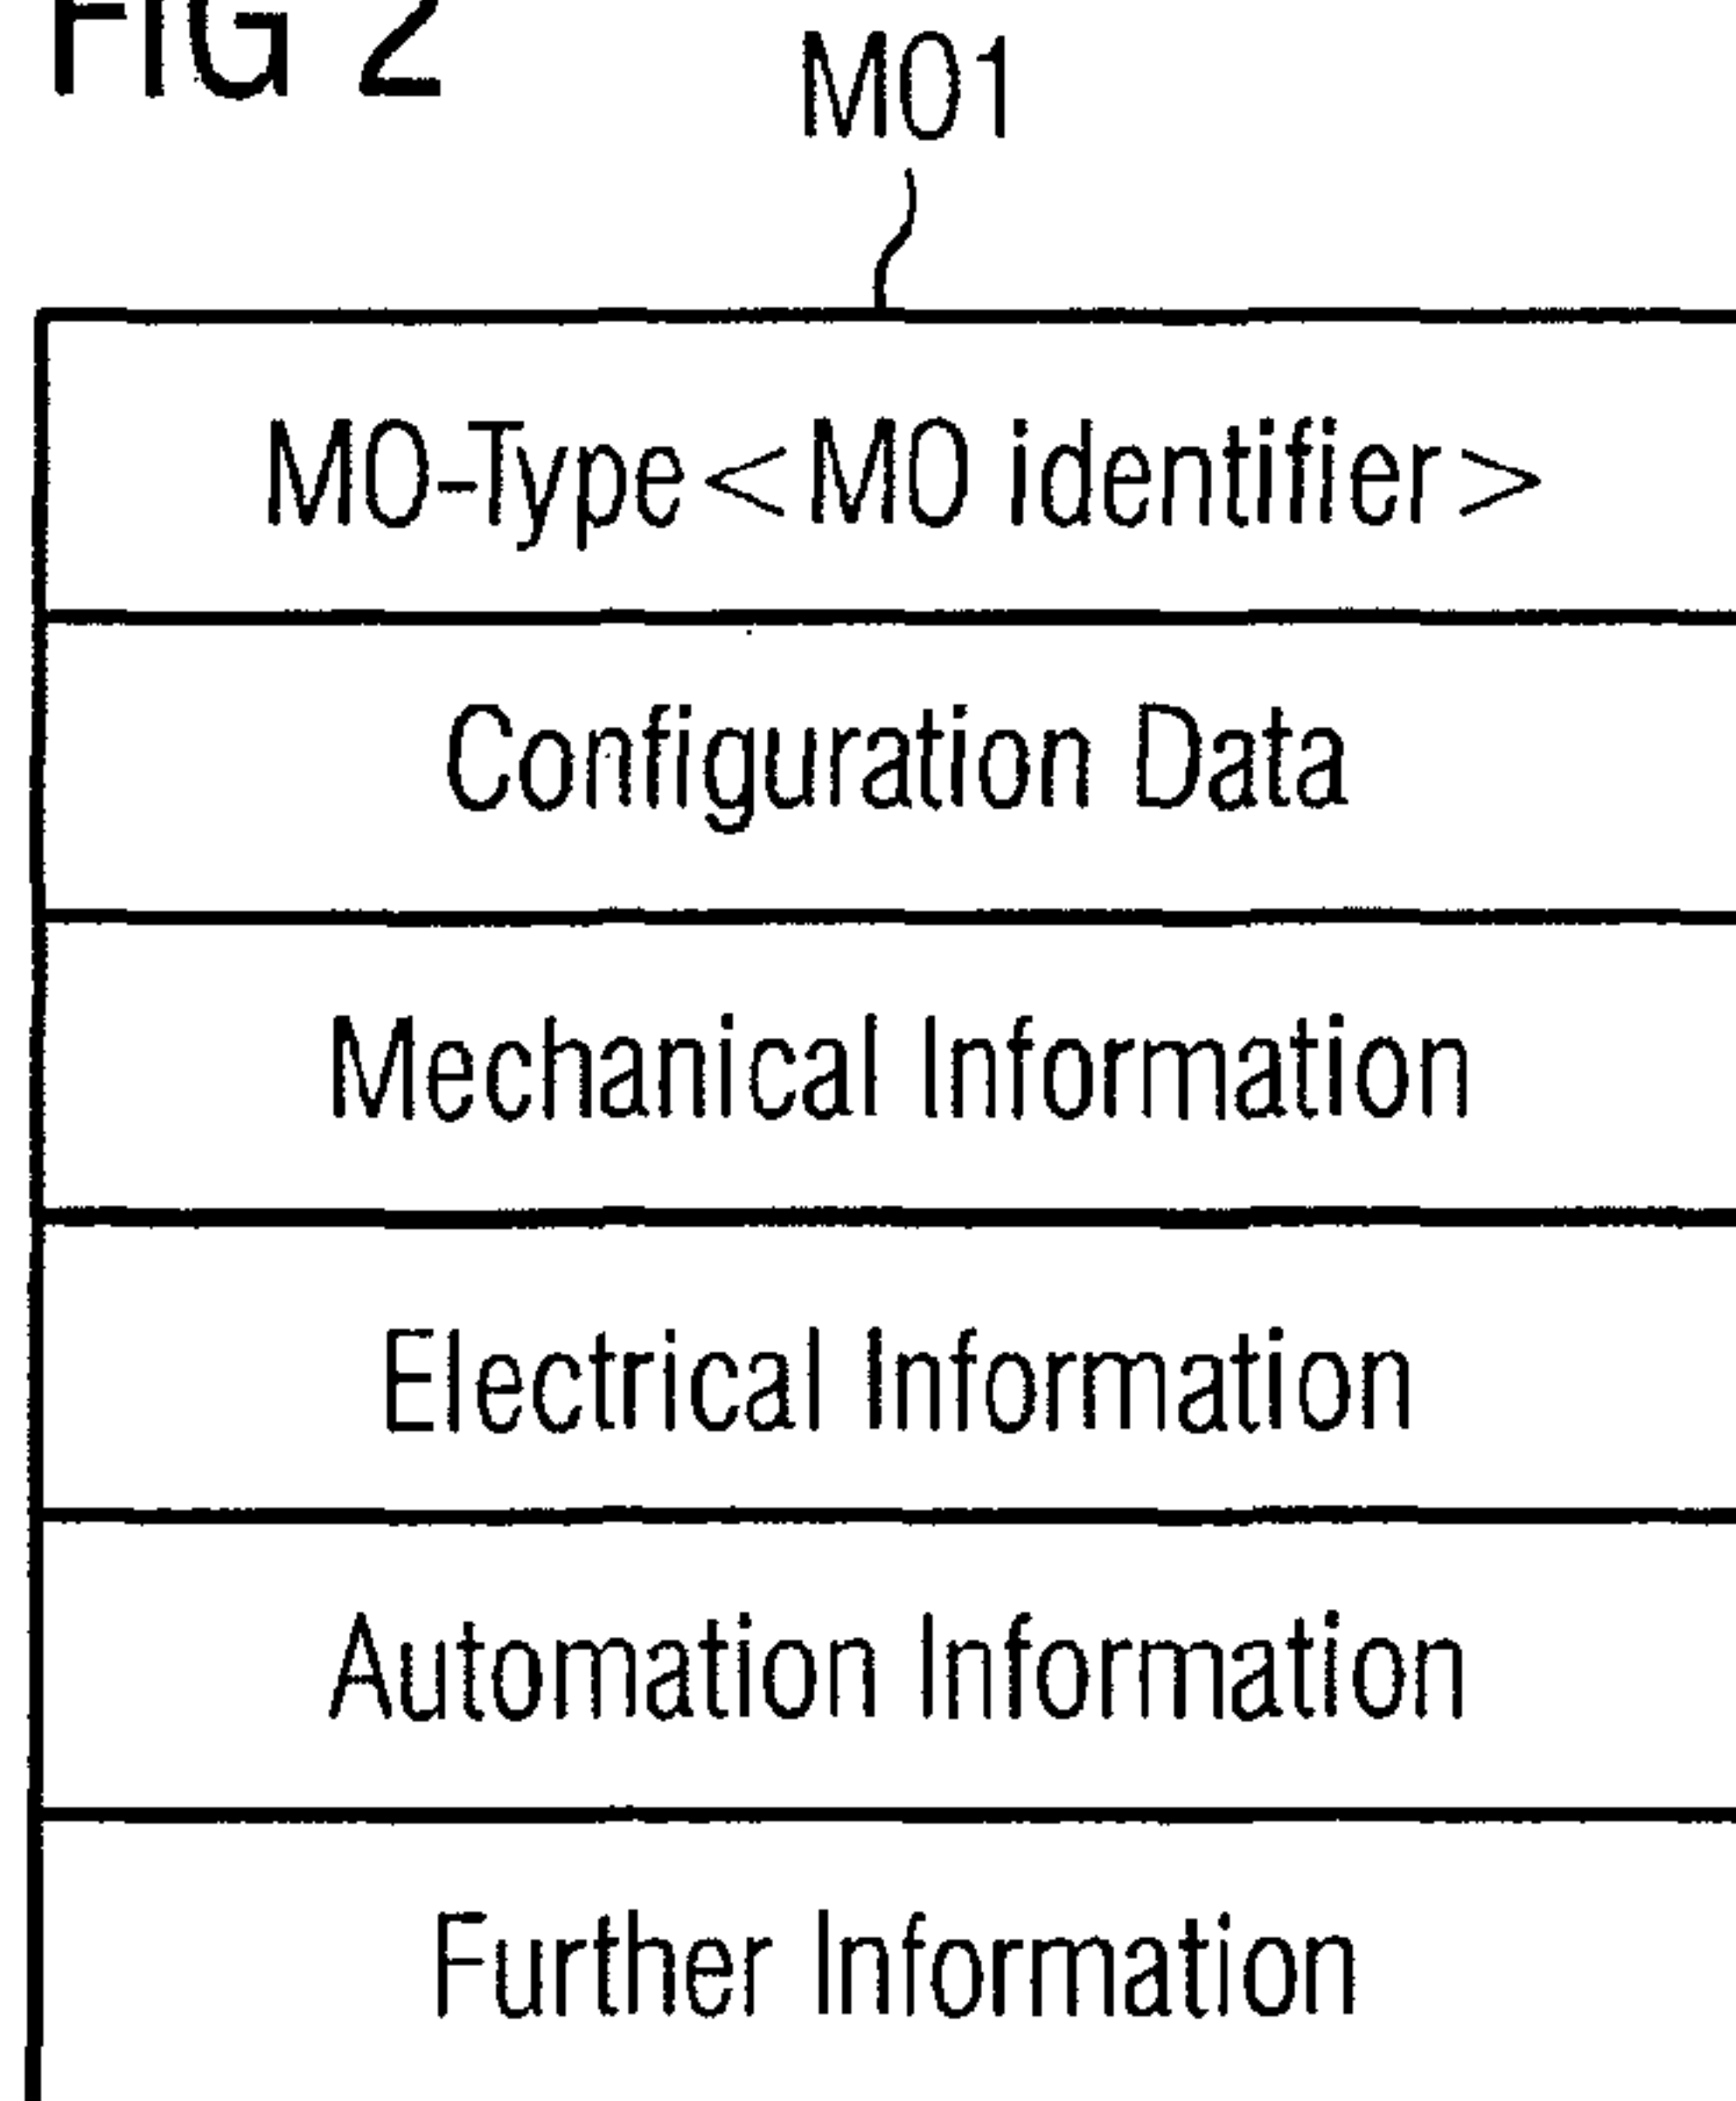 FIG 2
MO1
MO-Type<MO identifier>
Configuration Data
Mechanical Information
Electrical Information
Automation Information
Further Information